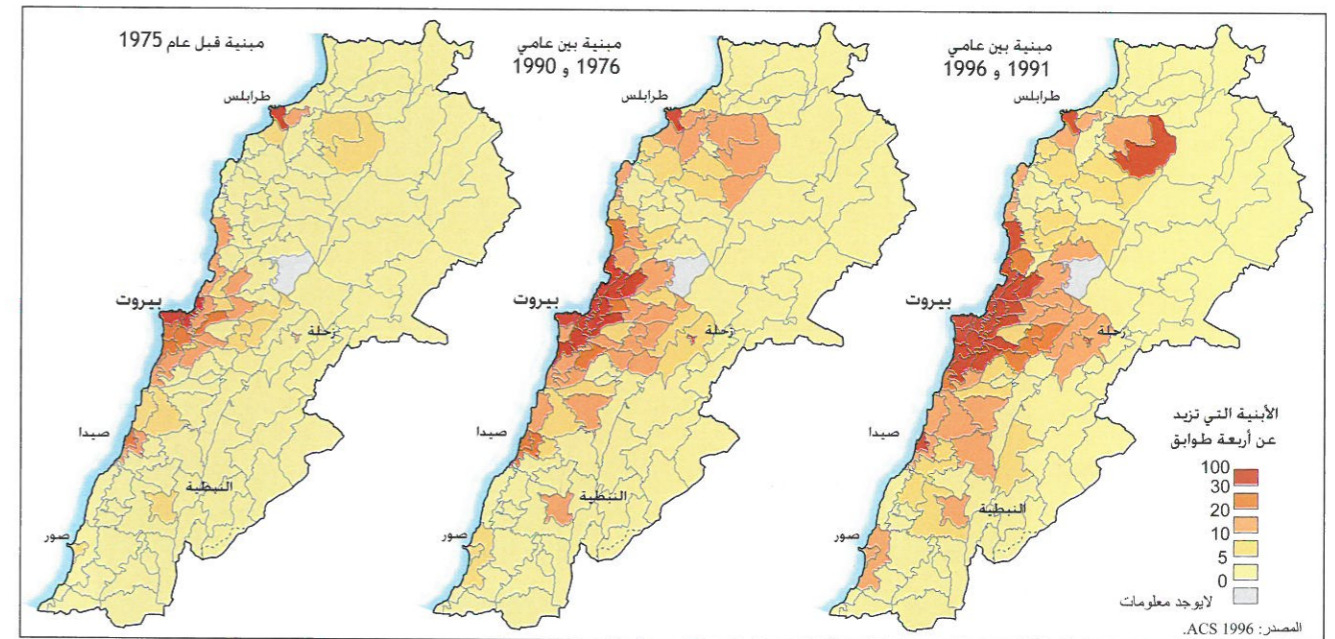 مبنية قبل عام 1975
طرابلس
بيروت
زحلة
صيدا
النبطية
صور
مبنية بين عامي
1976 و 1990
طرابلس
بيروت
زحلة
صيدا
النبطية
صور
مبنية بين عامي
1991 و 1996
طرابلس
بيروت
زحلة
صيدا
النبطية
صور
الأبنية التي تزيد
عن أربعة طوابق
100
30
20
10
5
0
لايوجد معلومات
المصدر: ACS 1996.